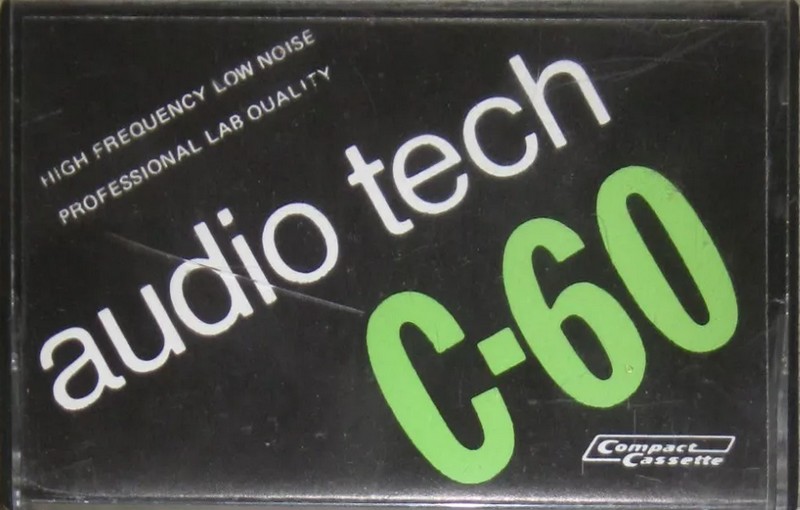 HIGH FREQUENCY LOW NOISE
PROFESSIONAL LAB QUALITY
audio tech
C-60
Compact
Cassette